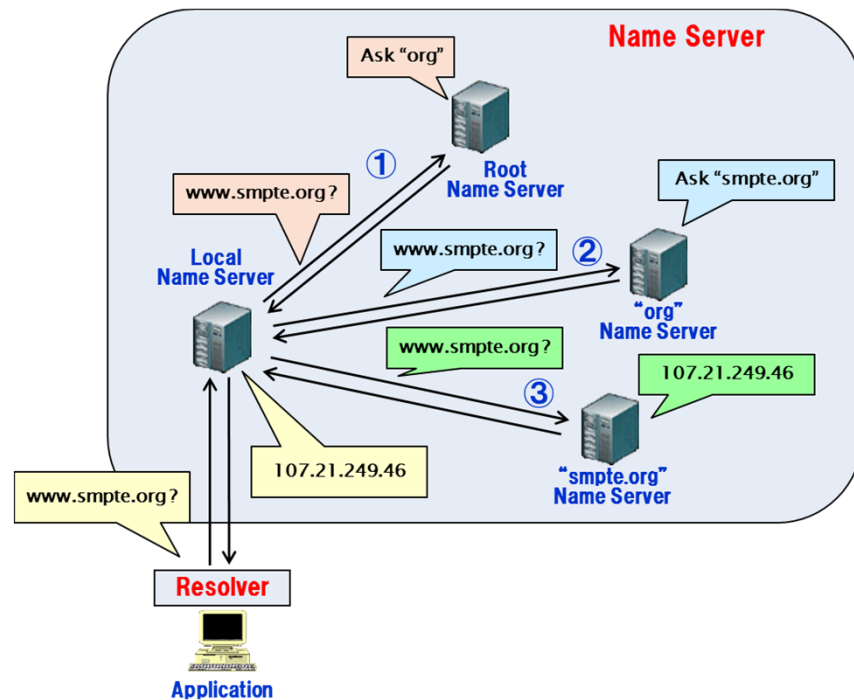 Name Server
Ask “org”
①
Root
Name Server
www.smpte.org?
Ask “smpte.org”
www.smpte.org?
②
Local
Name Server
“org”
Name Server
www.smpte.org?
③
107.21.249.46
107.21.249.46
“smpte.org”
Name Server
www.smpte.org?
Resolver
Application